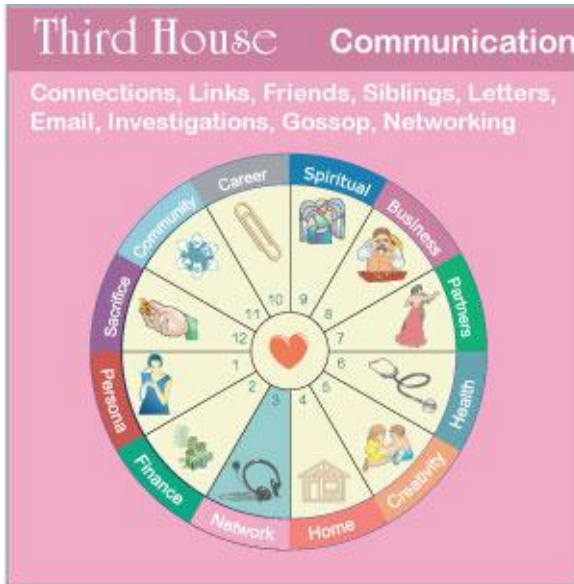 Third House
Communication
Connections, Links, Friends, Siblings, Letters,
Email, Investigations, Gossop, Networking
Career
Spiritual
Business
Partners
Health
Creativity
Home
Network
Finance
Persona
Sacrifice
Community
10
9
8
7
6
5
4
3
2
1
12
11